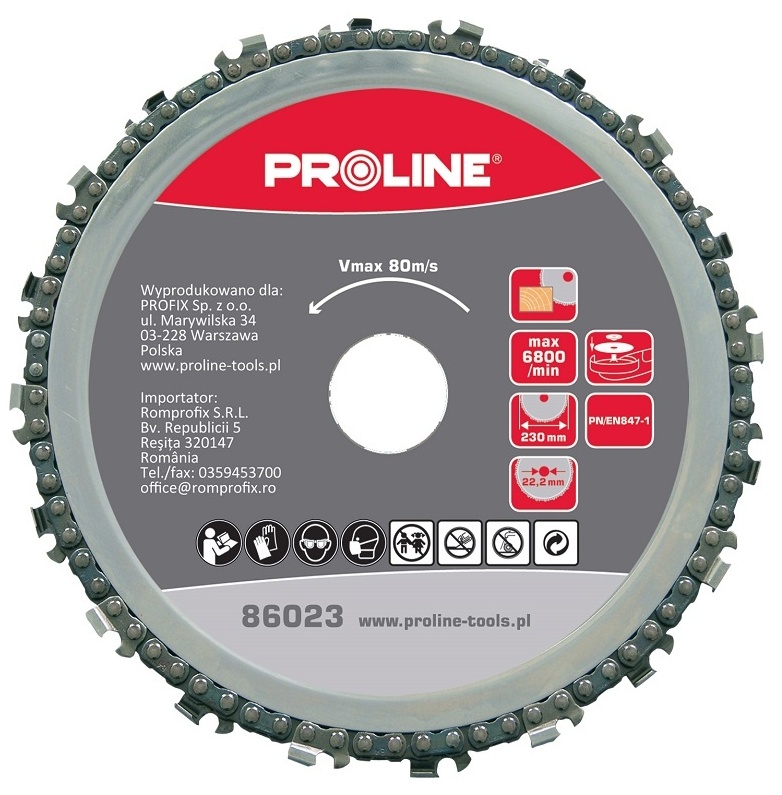 PROLINE®
Vmax 80m/s
Wyprodukowano dla:
PROFIX Sp. z o.o.
ul. Marywilska 34
03-228 Warszawa
Polska
www.proline-tools.pl
Importator:
Romprofix S.R.L.
Bv. Republicii 5
Reşiţa 320147
România
Tel./fax: 0359453700
office@romprofix.ro
max
6800
/min
230 mm
PN/EN847-1
22,2 mm
86023 www.proline-tools.pl